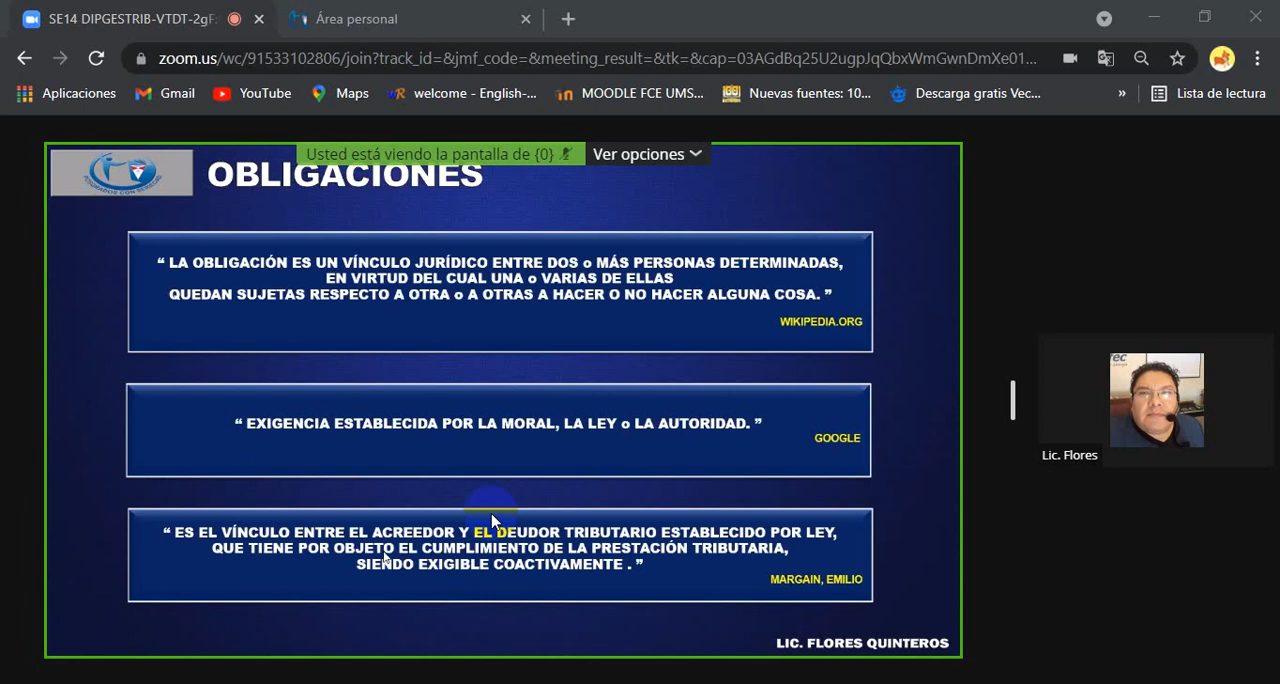 SE14 DIPGESTRIB-VTDT-2gF:
Área personal
zoom.us/wc/91533102806/join?track_id=&jmf_code=&meeting_result=&tk=&cap=03AGdBq25U2ugpJqQbxWmGwnDmXe01...
Aplicaciones
Gmail
YouTube
Maps
welcome - English-...
MOODLE FCE UMS...
Nuevas fuentes: 10...
Descarga gratis Vec...
»
Lista de lectura
Usted está viendo la pantalla de {0}
Ver opciones
OBLIGACIONES
“ LA OBLIGACIÓN ES UN VÍNCULO JURÍDICO ENTRE DOS o MÁS PERSONAS DETERMINADAS,
EN VIRTUD DEL CUAL UNA o VARIAS DE ELLAS
QUEDAN SUJETAS RESPECTO A OTRA o A OTRAS A HACER O NO HACER ALGUNA COSA. ”
WIKIPEDIA.ORG
“ EXIGENCIA ESTABLECIDA POR LA MORAL, LA LEY o LA AUTORIDAD. ”
GOOGLE
“ ES EL VÍNCULO ENTRE EL ACREEDOR Y EL DEUDOR TRIBUTARIO ESTABLECIDO POR LEY,
QUE TIENE POR OBJETO EL CUMPLIMIENTO DE LA PRESTACIÓN TRIBUTARIA,
SIENDO EXIGIBLE COACTIVAMENTE . ”
MARGAIN, EMILIO
LIC. FLORES QUINTEROS
Lic. Flores